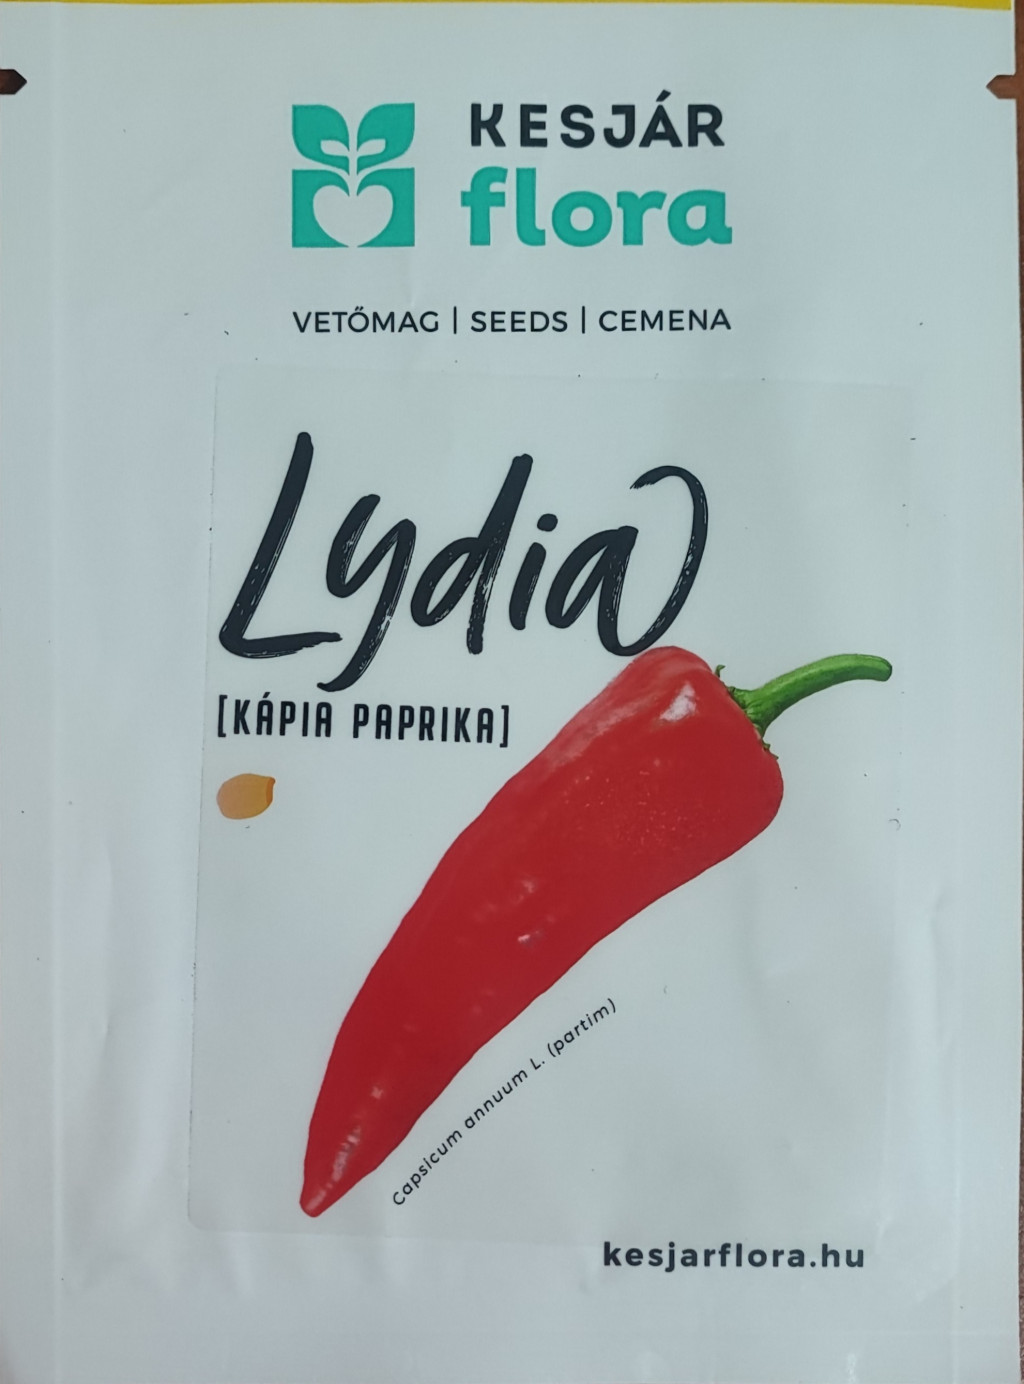 KESJÁR
flora
VETŐMAG | SEEDS | CEMENA
Lydia
[KÁPIA PAPRIKA]
Capsicum annuum L. (partim)
kesjarflora.hu